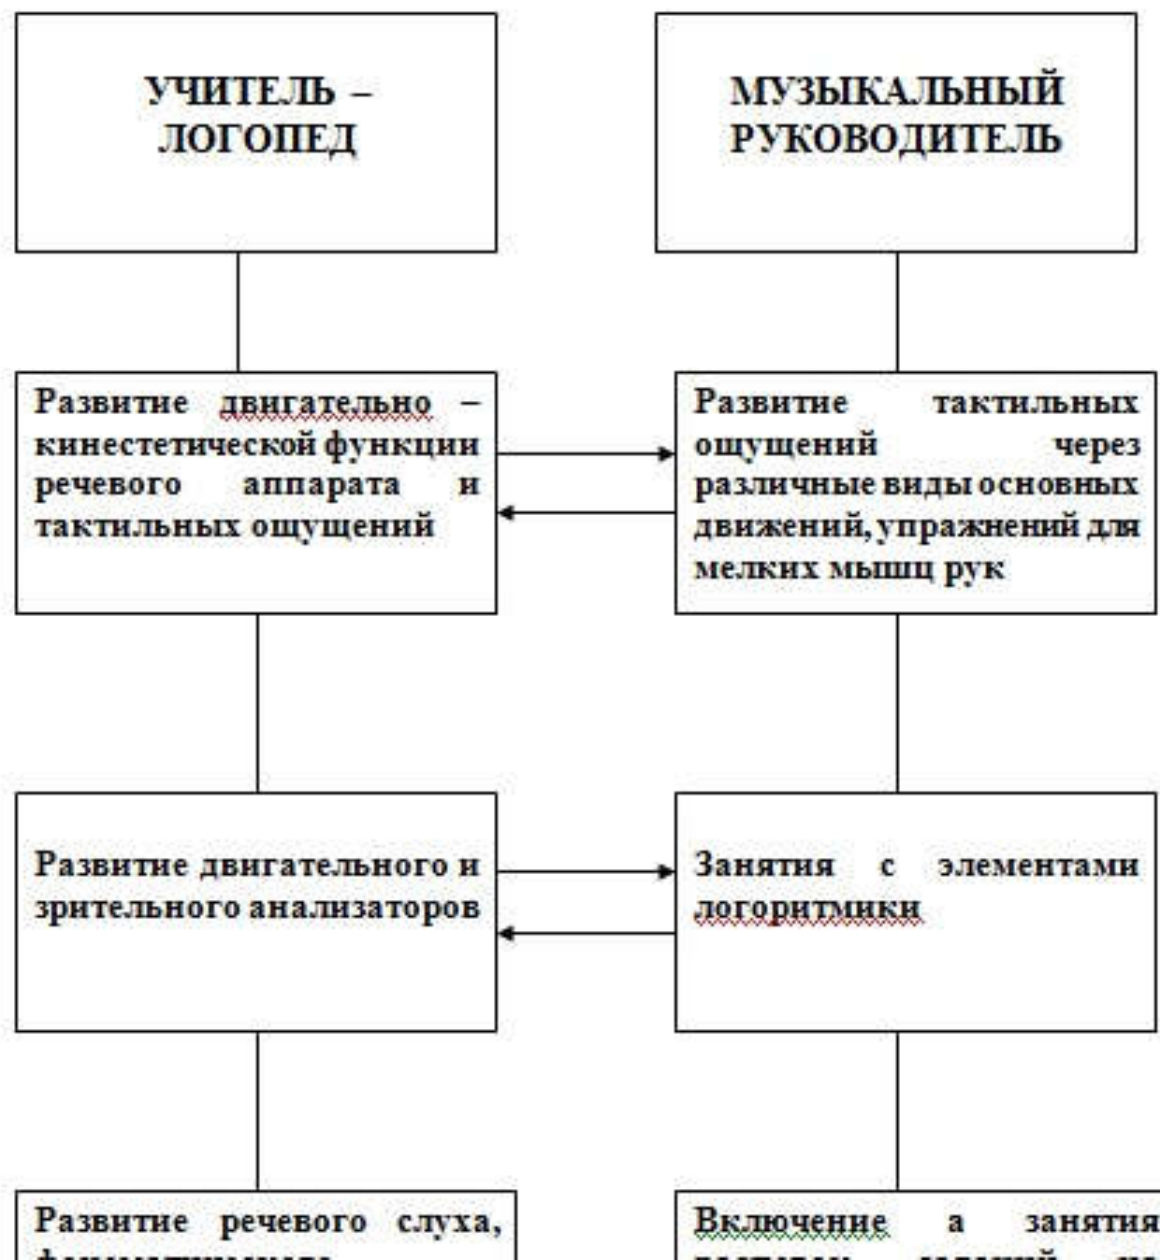 УЧИТЕЛЬ –
ЛОГОПЕД
МУЗЫКАЛЬНЫЙ
РУКОВОДИТЕЛЬ
Развитие двигательно –
кинестетической функции
речевого аппарата и
тактильных ощущений
Развитие тактильных
ощущений через
различные виды основных
движений, упражнений для
мелких мышц рук
Развитие двигательного и
зрительного анализаторов
Занятия с элементами
логоритмики
Развитие речевого слуха,
Включение а занятия